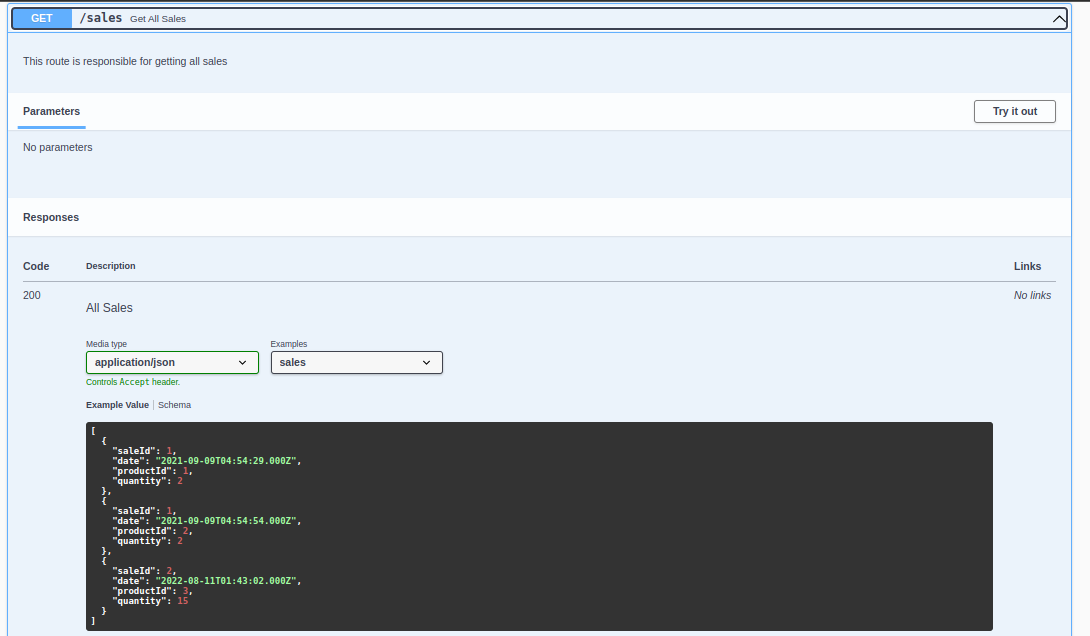 GET /sales Get All Sales
This route is responsible for getting all sales
Parameters Try it out
No parameters
Responses
Code Description Links
200 No links
All Sales
Media type Examples
application/json sales
Controls Accept header.
Example Value Schema
[
  {
    "saleId": 1,
    "date": "2021-09-09T04:54:29.000Z",
    "productId": 1,
    "quantity": 2
  },
  {
    "saleId": 1,
    "date": "2021-09-09T04:54:54.000Z",
    "productId": 2,
    "quantity": 2
  },
  {
    "saleId": 2,
    "date": "2022-08-11T01:43:02.000Z",
    "productId": 3,
    "quantity": 15
  }
]